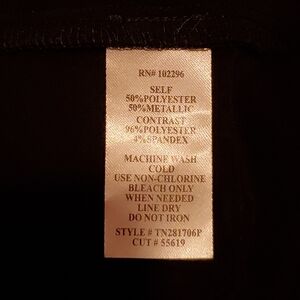 RN# 102296
SELF
50%POLYESTER
50%METALLIC
CONTRAST
96%POLYESTER
4%SPANDEX
MACHINE WASH
COLD
USE NON-CHLORINE
BLEACH ONLY
WHEN NEEDED
LINE DRY
DO NOT IRON
STYLE # TN281706P
CUT # 55619